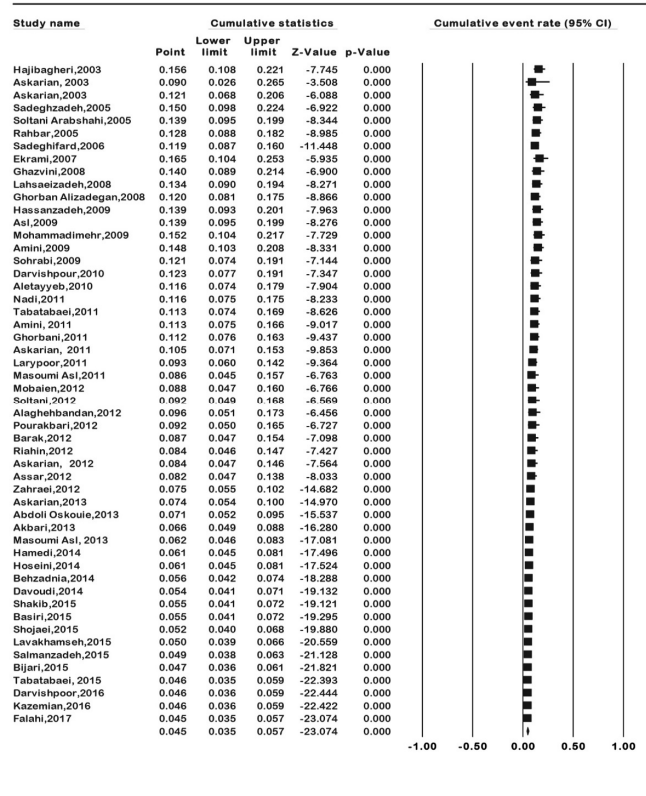 Study name Cumulative statistics Cumulative event rate (95% CI)
Lower Upper
Point limit limit Z-Value p-Value
Hajibagheri,2003 0.156 0.108 0.221 -7.745 0.000
Askarian, 2003 0.090 0.026 0.265 -3.508 0.000
Askarian,2003 0.121 0.068 0.206 -6.088 0.000
Sadeghzadeh,2005 0.150 0.098 0.224 -6.922 0.000
Soltani Arabshahi,2005 0.139 0.095 0.199 -8.344 0.000
Rahbar,2005 0.128 0.088 0.182 -8.985 0.000
Sadeghifard,2006 0.119 0.087 0.160 -11.448 0.000
Ekrami,2007 0.165 0.104 0.253 -5.935 0.000
Ghazvini,2008 0.140 0.089 0.214 -6.900 0.000
Lahsaeizadeh,2008 0.134 0.090 0.194 -8.271 0.000
Ghorban Alizadegan,2008 0.120 0.081 0.175 -8.866 0.000
Hassanzadeh,2009 0.139 0.093 0.201 -7.963 0.000
Asl,2009 0.139 0.095 0.199 -8.276 0.000
Mohammadimehr,2009 0.152 0.104 0.217 -7.729 0.000
Amini,2009 0.148 0.103 0.208 -8.331 0.000
Sohrabi,2009 0.121 0.074 0.191 -7.144 0.000
Darvishpour,2010 0.123 0.077 0.191 -7.347 0.000
Aletayyeb,2010 0.116 0.074 0.179 -7.904 0.000
Nadi,2011 0.116 0.075 0.175 -8.233 0.000
Tabatabaei,2011 0.113 0.074 0.169 -8.626 0.000
Amini, 2011 0.113 0.075 0.166 -9.017 0.000
Ghorbani,2011 0.112 0.076 0.163 -9.437 0.000
Askarian, 2011 0.105 0.071 0.153 -9.853 0.000
Larypoor,2011 0.093 0.060 0.142 -9.364 0.000
Masoumi Asl,2011 0.086 0.045 0.157 -6.763 0.000
Mobaien,2012 0.088 0.047 0.160 -6.766 0.000
Soltani,2012 0.092 0.049 0.168 -6.569 0.000
Alaghehbandan,2012 0.096 0.051 0.173 -6.456 0.000
Pourakbari,2012 0.092 0.050 0.165 -6.727 0.000
Barak,2012 0.087 0.047 0.154 -7.098 0.000
Riahin,2012 0.084 0.046 0.147 -7.427 0.000
Askarian, 2012 0.084 0.047 0.146 -7.564 0.000
Assar,2012 0.082 0.047 0.138 -8.033 0.000
Zahraei,2012 0.075 0.055 0.102 -14.682 0.000
Askarian,2013 0.074 0.054 0.100 -14.970 0.000
Abdoli Oskouie,2013 0.071 0.052 0.095 -15.537 0.000
Akbari,2013 0.066 0.049 0.088 -16.280 0.000
Masoumi Asl, 2013 0.062 0.046 0.083 -17.081 0.000
Hamedi,2014 0.061 0.045 0.081 -17.496 0.000
Hoseini,2014 0.061 0.045 0.081 -17.524 0.000
Behzadnia,2014 0.056 0.042 0.074 -18.288 0.000
Davoudi,2014 0.054 0.041 0.071 -19.132 0.000
Shakib,2015 0.055 0.041 0.072 -19.121 0.000
Basiri,2015 0.055 0.041 0.072 -19.295 0.000
Shojaei,2015 0.052 0.040 0.068 -19.880 0.000
Lavakhamseh,2015 0.050 0.039 0.066 -20.559 0.000
Salmanzadeh,2015 0.049 0.038 0.063 -21.128 0.000
Bijari,2015 0.047 0.036 0.061 -21.821 0.000
Tabatabaei, 2015 0.046 0.035 0.059 -22.393 0.000
Darvishpoor,2016 0.046 0.036 0.059 -22.444 0.000
Kazemian,2016 0.046 0.036 0.059 -22.422 0.000
Falahi,2017 0.045 0.035 0.057 -23.074 0.000
0.045 0.035 0.057 -23.074 0.000
-1.00 -0.50 0.00 0.50 1.00